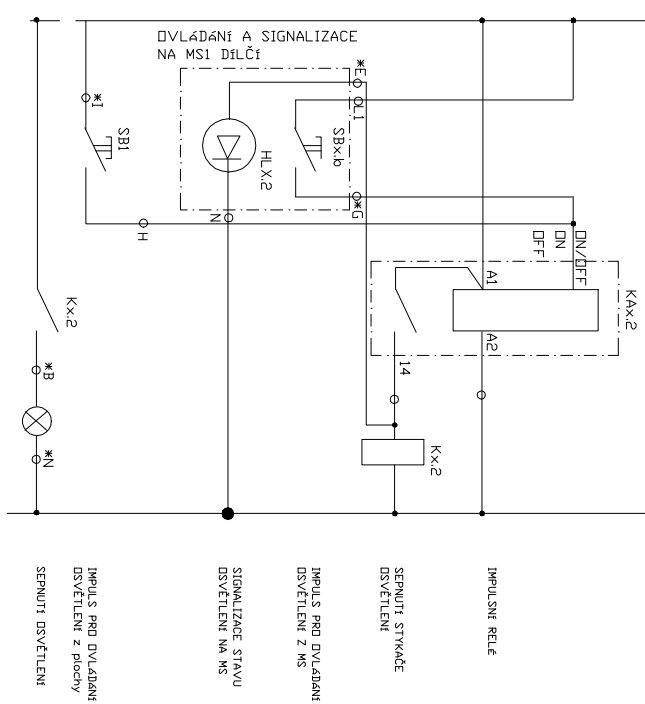 OVLÁDÁNÍ A SIGNALIZACE
NA MS1 DÍLČÍ
*E
L1
*I
SB1
SBx.b
HLX.2
N
*G
H
ON/OFF
ON
OFF
KAx.2
A1
A2
14
Kx.2
Kx.2
*B
*N
SEPNUTÍ OSVĚTLENÍ
IMPULS PRO OVLÁDÁNÍ
OSVĚTLENÍ z plochy
SIGNALIZACE STAVU
OSVĚTLENÍ NA MS
IMPULS PRO OVLÁDÁNÍ
OSVĚTLENÍ Z MS
SEPNUTÍ STYKAČE
OSVĚTLENÍ
IMPULSNÍ RELÉ